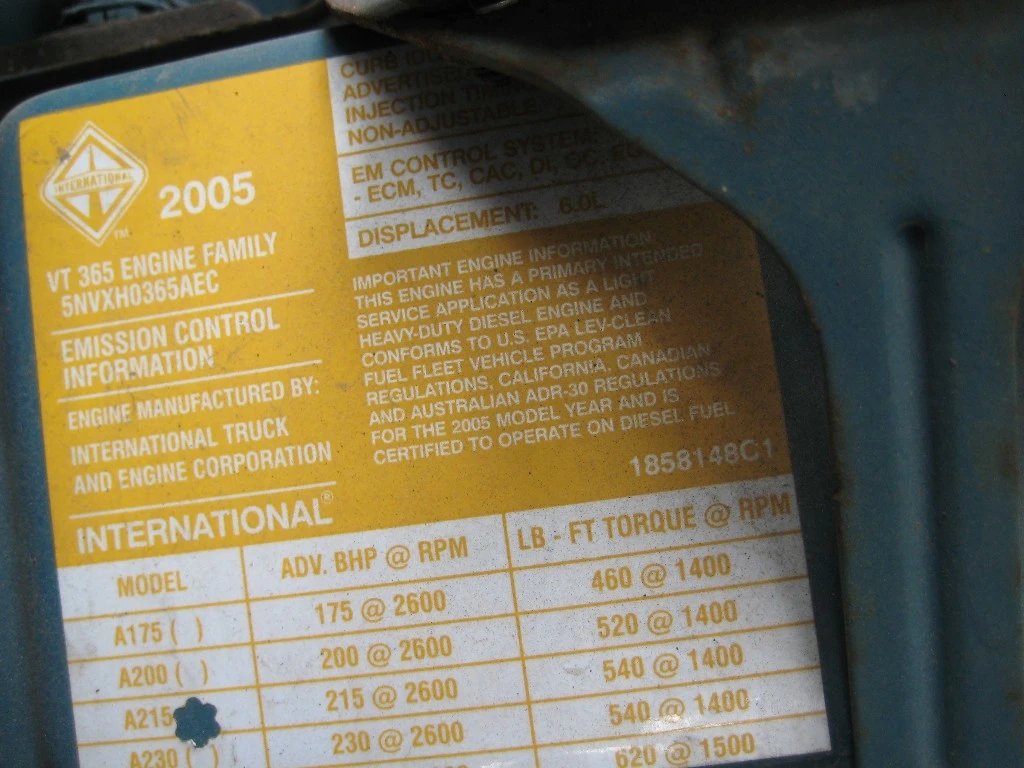 INTERNATIONAL
TM
2005
VT 365 ENGINE FAMILY
5NVXH0365AEC
EMISSION CONTROL
INFORMATION
ENGINE MANUFACTURED BY:
INTERNATIONAL TRUCK
AND ENGINE CORPORATION
INTERNATIONAL®
CURB
ADVERTISED
INJECTION
NON-ADJUSTABLE
EM CONTROL SYSTEM:
- ECM, TC, CAC, DI, OC,
DISPLACEMENT: 6.0L
IMPORTANT ENGINE INFORMATION:
THIS ENGINE HAS A PRIMARY INTENDED
SERVICE APPLICATION AS A LIGHT
HEAVY-DUTY DIESEL ENGINE AND
CONFORMS TO U.S. EPA LEV-CLEAN
FUEL FLEET VEHICLE PROGRAM
REGULATIONS, CALIFORNIA, CANADIAN
AND AUSTRALIAN ADR-30 REGULATIONS
FOR THE 2005 MODEL YEAR AND IS
CERTIFIED TO OPERATE ON DIESEL FUEL
1858148C1
MODEL ADV. BHP @ RPM LB - FT TORQUE @ RPM
A175 ( ) 175 @ 2600 460 @ 1400
A200 ( ) 200 @ 2600 520 @ 1400
A215 215 @ 2600 540 @ 1400
A230 ( ) 230 @ 2600 540 @ 1400
620 @ 1500